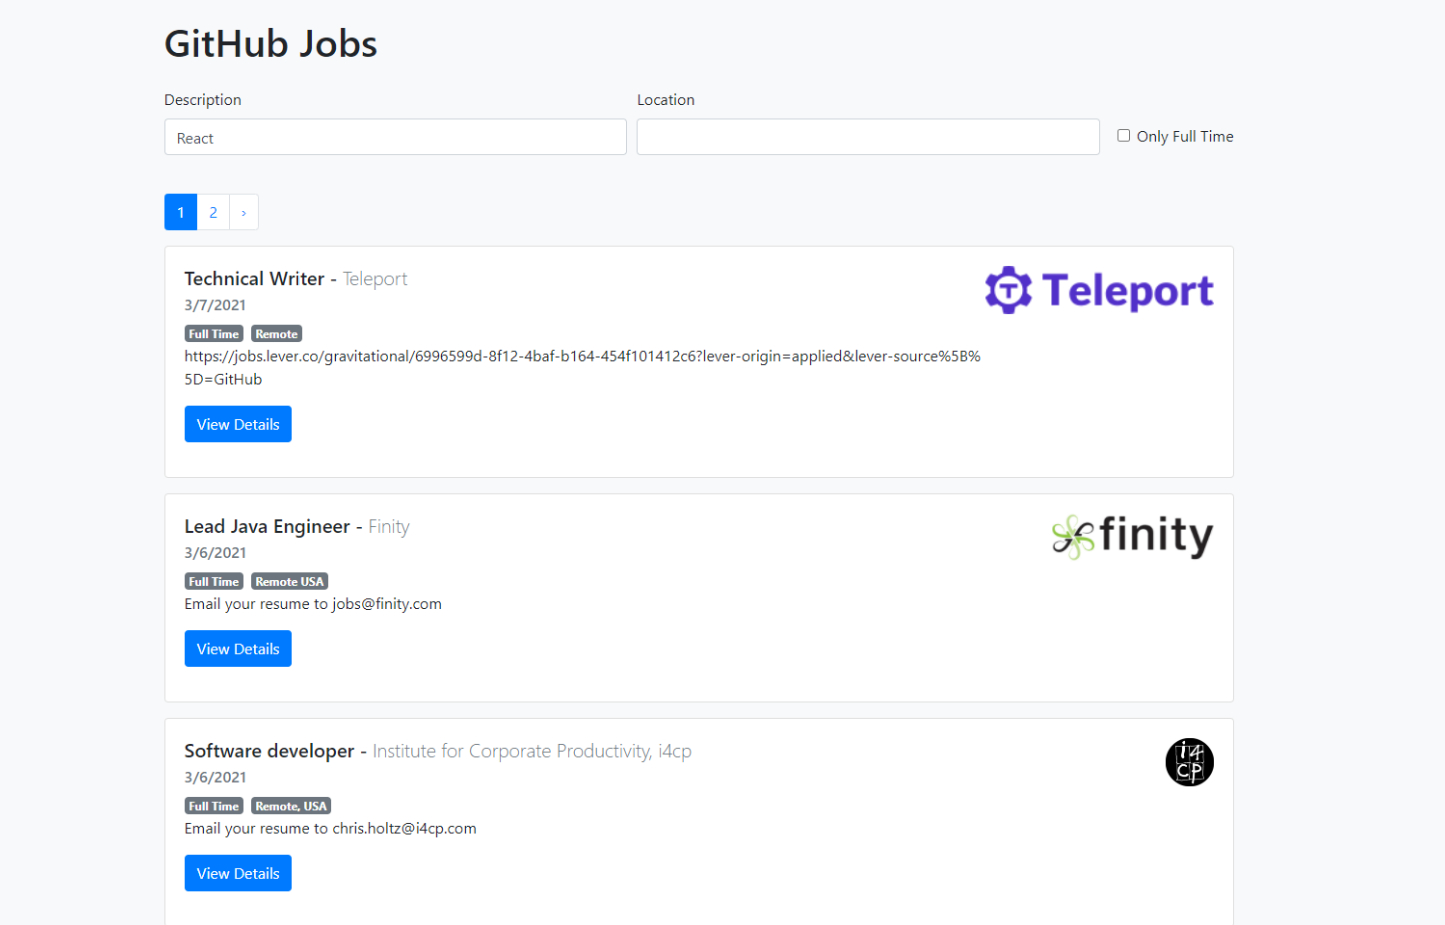 GitHub Jobs
Description
Location
React
Only Full Time
1 2 ›
Technical Writer - Teleport
Teleport
3/7/2021
Full Time Remote
https://jobs.lever.co/gravitational/6996599d-8f12-4baf-b164-454f101412c6?lever-origin=applied&lever-source%5B%
5D=GitHub
View Details
Lead Java Engineer - Finity
finity
3/6/2021
Full Time Remote USA
Email your resume to jobs@finity.com
View Details
Software developer - Institute for Corporate Productivity, i4cp
i4
CP
3/6/2021
Full Time Remote, USA
Email your resume to chris.holtz@i4cp.com
View Details